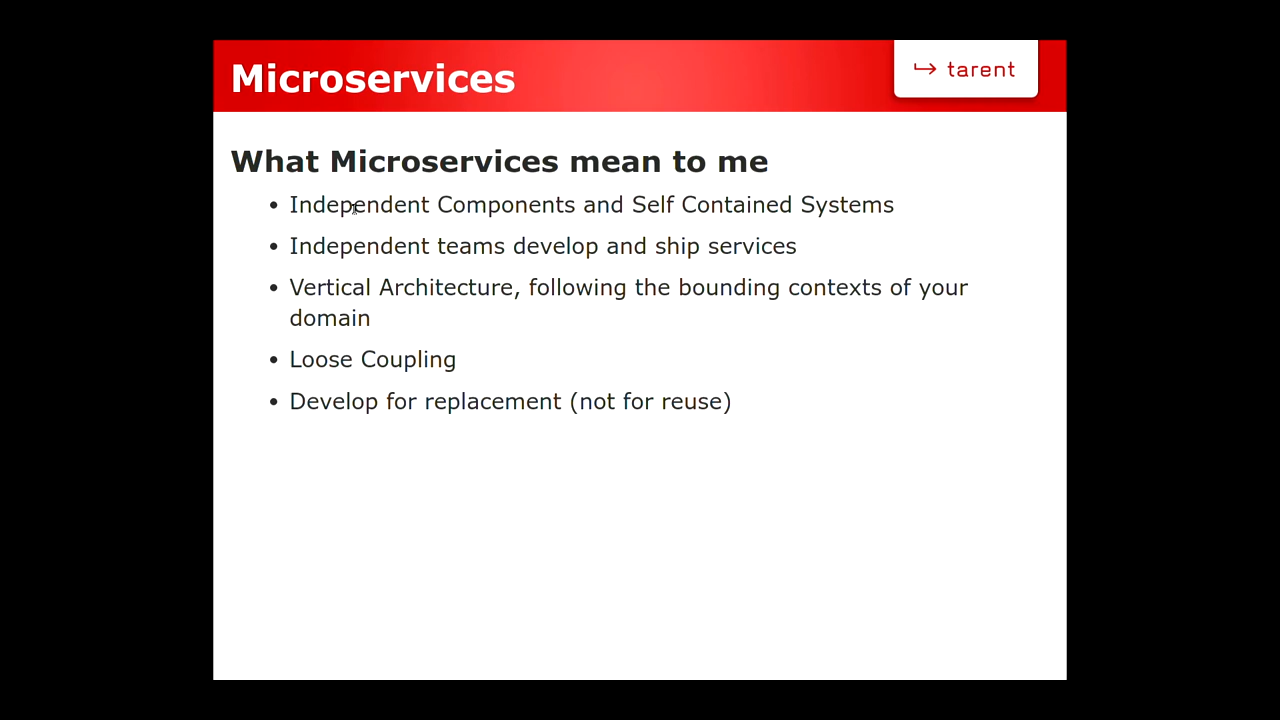 Microservices
↪ tarent
What Microservices mean to me
• Independent Components and Self Contained Systems
• Independent teams develop and ship services
• Vertical Architecture, following the bounding contexts of your
domain
• Loose Coupling
• Develop for replacement (not for reuse)